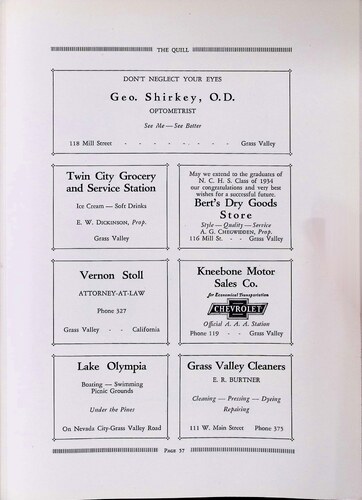 THE QUILL
DON'T NEGLECT YOUR EYES
Geo. Shirkey, O.D.
OPTOMETRIST
See Me — See Better
118 Mill Street - - - - - - - - Grass Valley
Twin City Grocery
and Service Station
Ice Cream — Soft Drinks
E. W. DICKINSON, Prop.
Grass Valley
May we extend to the graduates of
N. C. H. S. Class of 1934
our congratulations and very best
wishes for a successful future.
Bert's Dry Goods
Store
Style — Quality — Service
A. G. CHEGWIDDEN, Prop.
116 Mill St. - - Grass Valley
Vernon Stoll
ATTORNEY-AT-LAW
Phone 327
Grass Valley - - California
Kneebone Motor
Sales Co.
for Economical Transportation
CHEVROLET
Official A. A. A. Station
Phone 119 - - Grass Valley
Lake Olympia
Boating — Swimming
Picnic Grounds
Under the Pines
On Nevada City-Grass Valley Road
Grass Valley Cleaners
E. R. BURTNER
Cleaning — Pressing — Dyeing
Repairing
111 W. Main Street Phone 373
PAGE 57